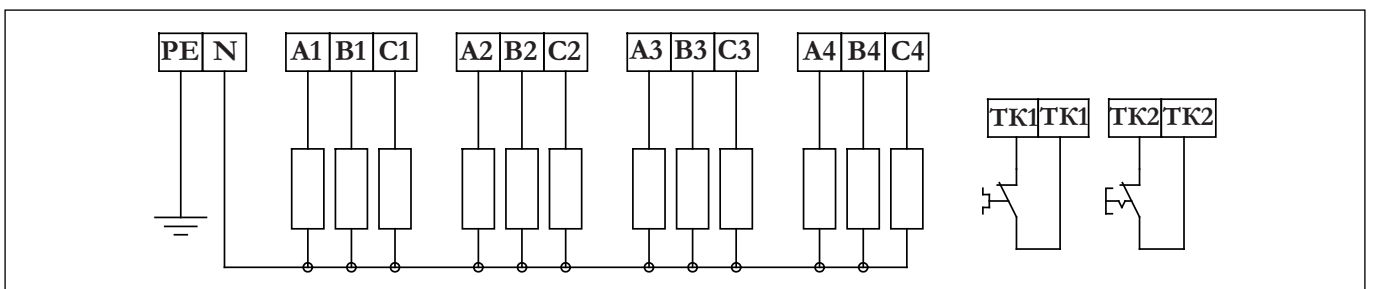 PE N A1 B1 C1 A2 B2 C2 A3 B3 C3 A4 B4 C4
TK1 TK1 TK2 TK2